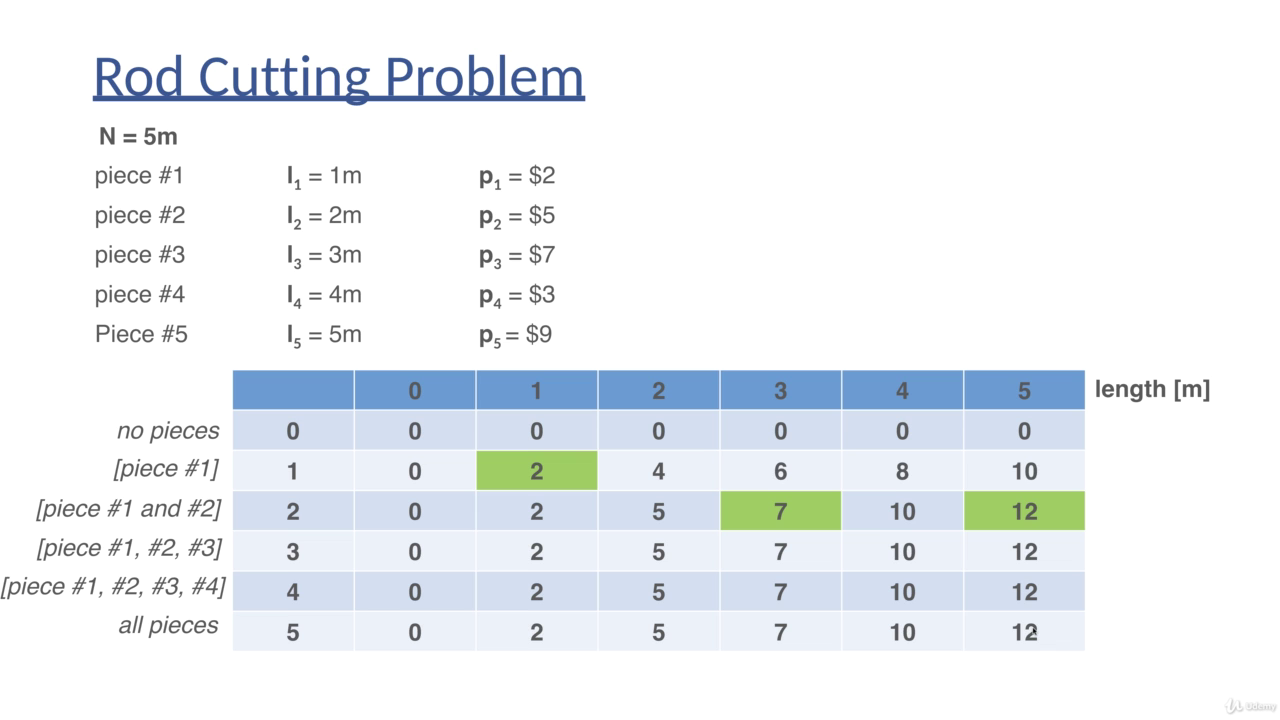 Rod Cutting Problem
N = 5m
piece #1 l1 = 1m p1 = $2
piece #2 l2 = 2m p2 = $5
piece #3 l3 = 3m p3 = $7
piece #4 l4 = 4m p4 = $3
Piece #5 l5 = 5m p5 = $9
0 1 2 3 4 5 length [m]
no pieces 0 0 0 0 0 0 0
[piece #1] 1 0 2 4 6 8 10
[piece #1 and #2] 2 0 2 5 7 10 12
[piece #1, #2, #3] 3 0 2 5 7 10 12
[piece #1, #2, #3, #4] 4 0 2 5 7 10 12
all pieces 5 0 2 5 7 10 12
Udemy